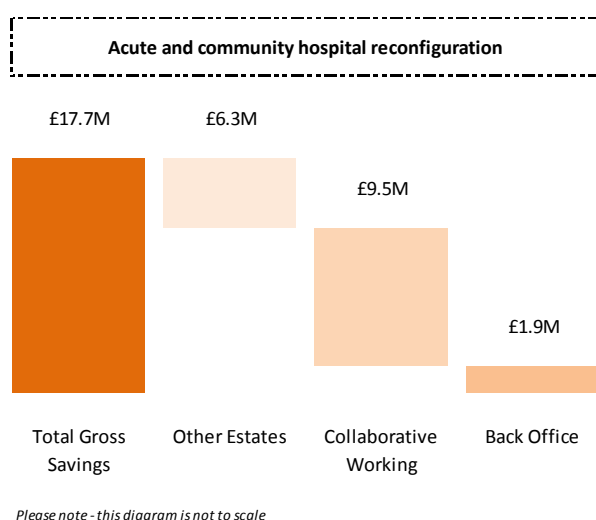 Acute and community hospital reconfiguration
£17.7M
£6.3M
£9.5M
£1.9M
Total Gross
Savings
Other Estates
Collaborative
Working
Back Office
Please note - this diagram is not to scale